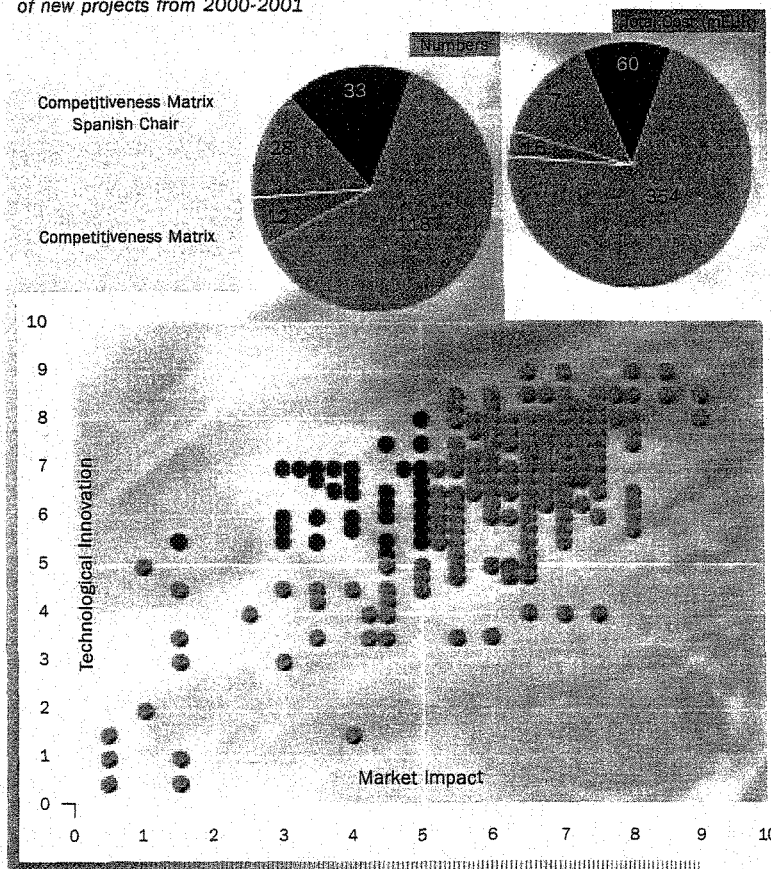 of new projects from 2000-2001
Total Cost (mEUR)
Numbers
60
33
Competitiveness Matrix
Spanish Chair
28
16
12
118
354
Competitiveness Matrix
10
9
8
7
6
5
4
3
2
1
0
Technological Innovation
Market Impact
0 1 2 3 4 5 6 7 8 9 10